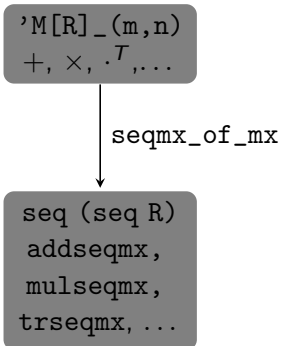 ’M[R]_(m,n)
+, ×, ·ᵀ,...
seqmx_of_mx
seq (seq R)
addseqmx,
mulseqmx,
trseqmx, ...